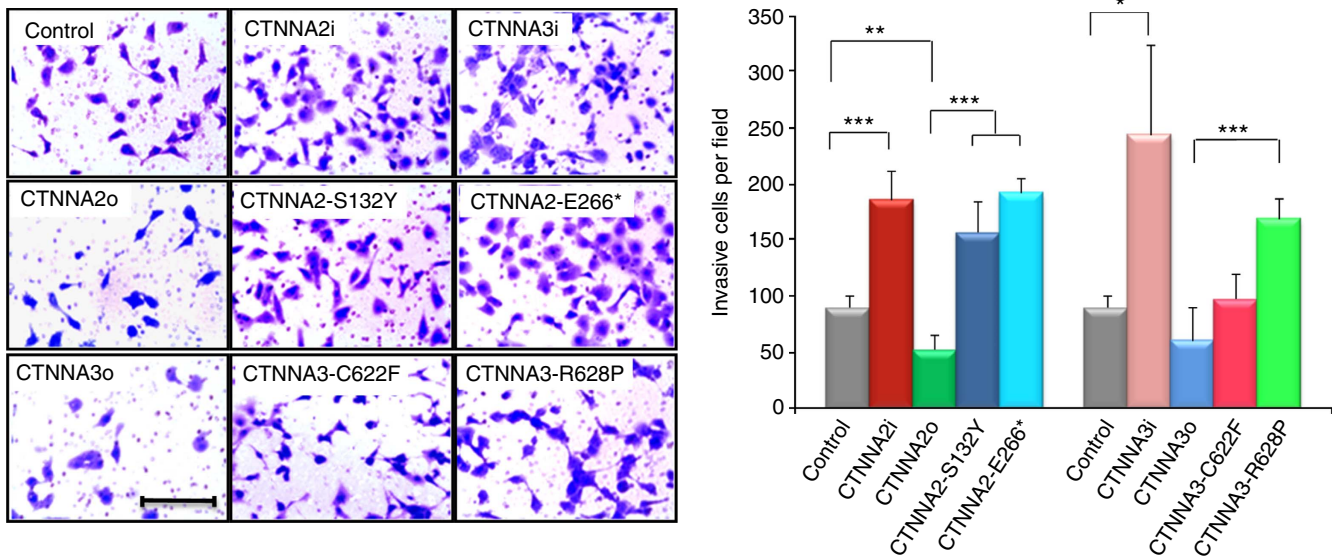 Control
CTNNA2i
CTNNA3i
CTNNA2o
CTNNA2-S132Y
CTNNA2-E266*
CTNNA3o
CTNNA3-C622F
CTNNA3-R628P
Invasive cells per field
350
300
250
200
150
100
50
0
**
***
***
*
***
Control
CTNNA2i
CTNNA2o
CTNNA2-S132Y
CTNNA2-E266*
Control
CTNNA3i
CTNNA3o
CTNNA3-C622F
CTNNA3-R628P